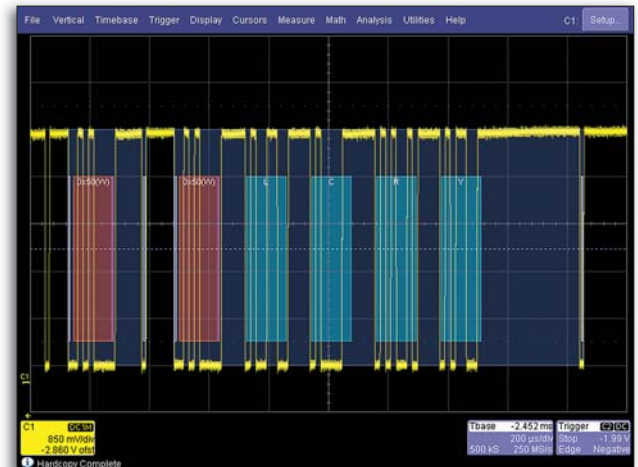 File Vertical Timebase Trigger Display Cursors Measure Math Analysis Utilities Help C1: Setup...
0x50(W) 0x50(W) L C R Y
C1
C1 DC1M
850 mV/div
-2.860 V ofst
Tbase -2.452 ms
200 µs/div
500 kS 250 MS/s
Trigger C2 DC
Stop -1.99 V
Edge Negative
Hardcopy Complete